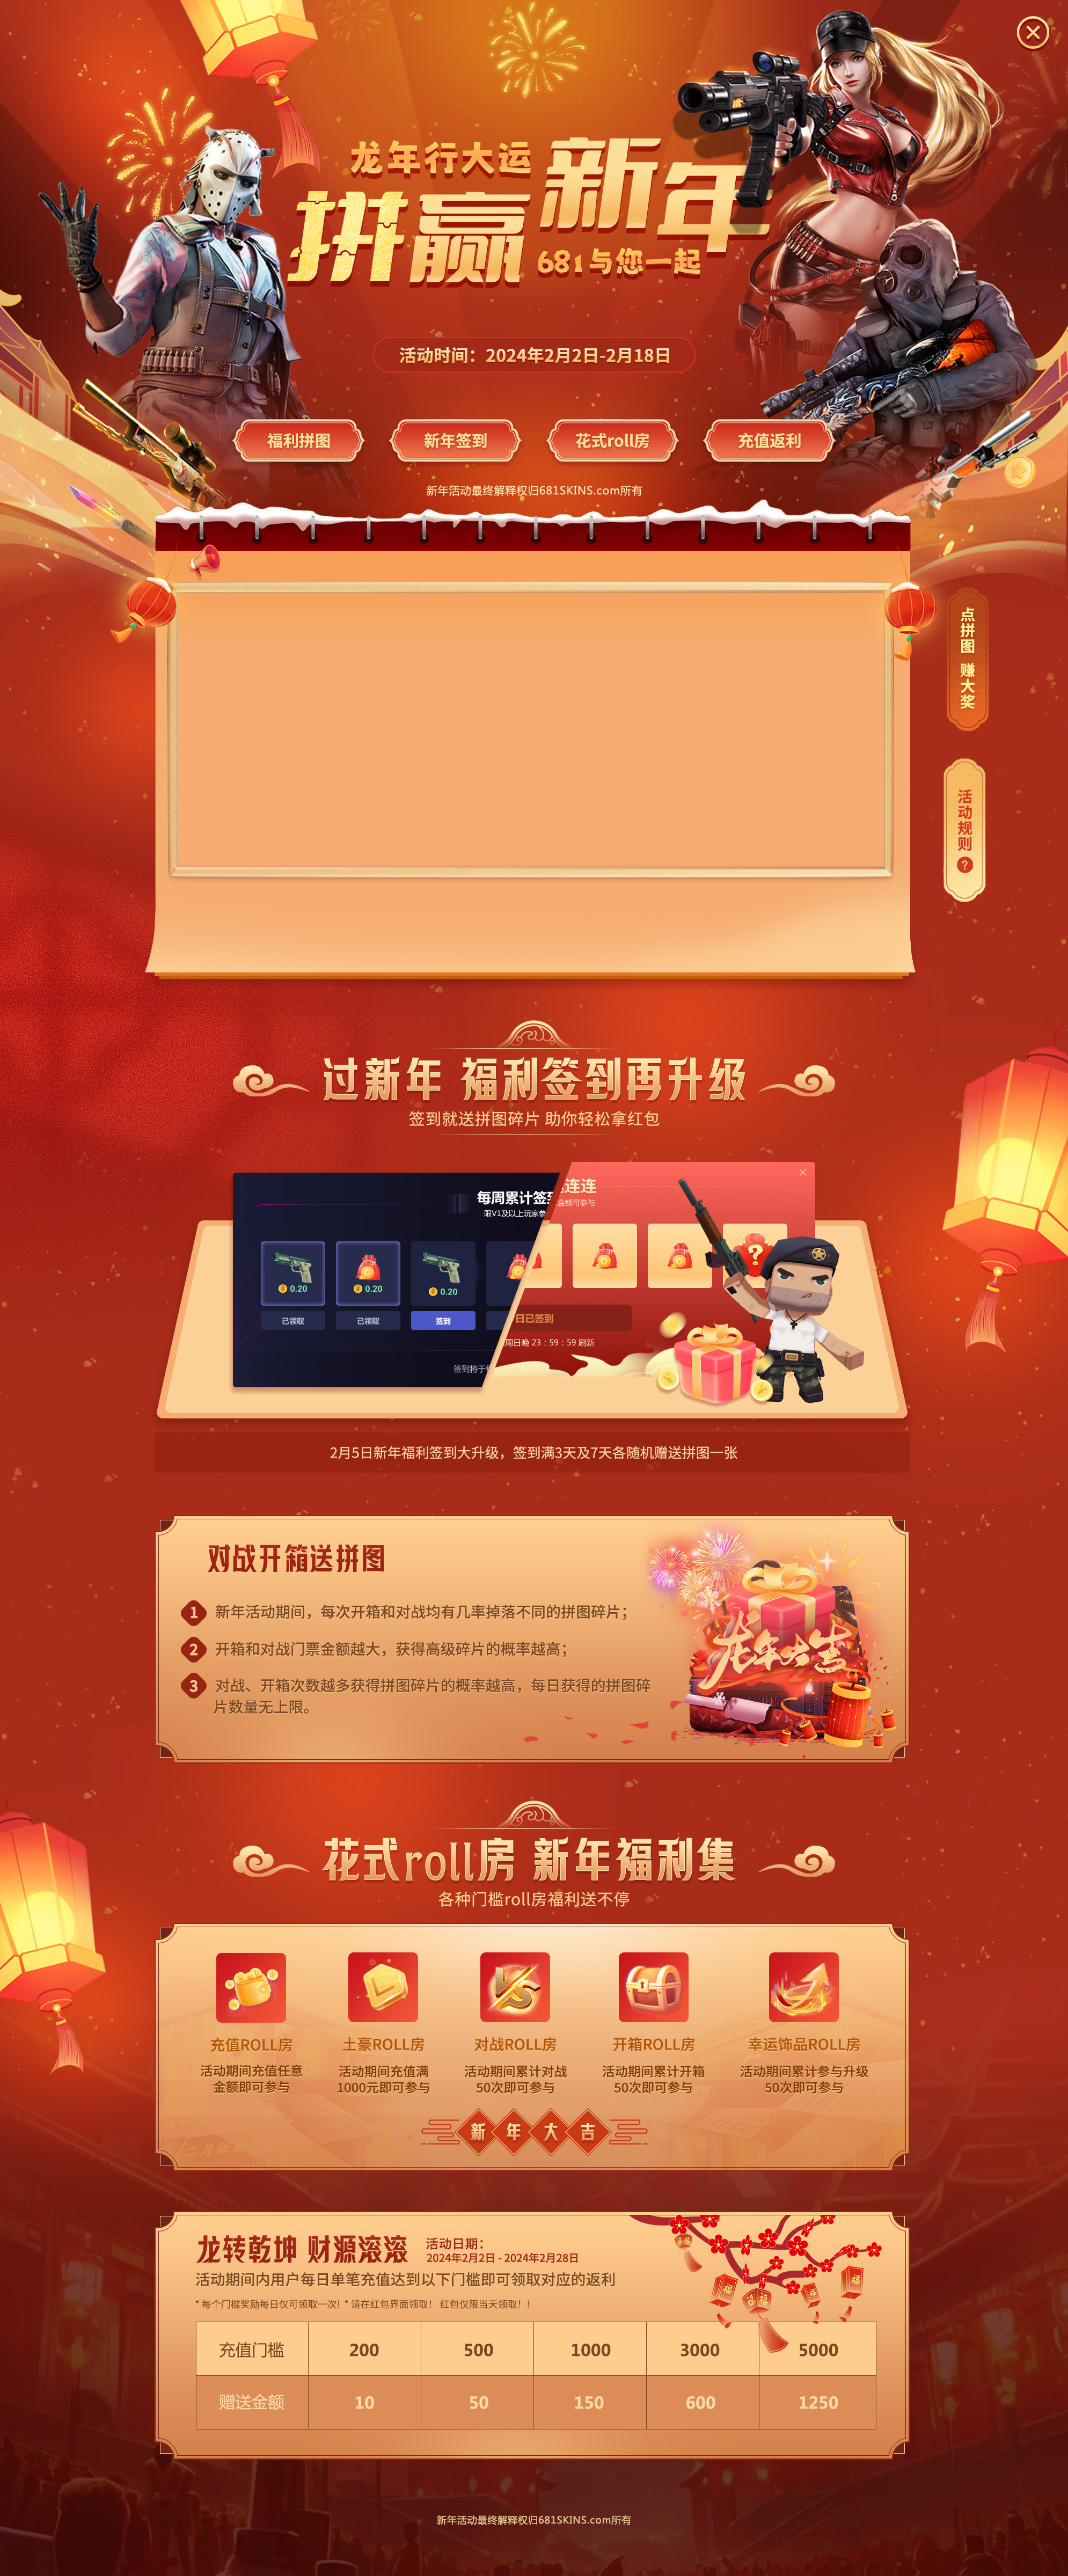 龙年行大运
拼赢新年
681与您一起
活动时间：2024年2月2日-2月18日
福利拼图
新年签到
花式roll房
充值返利
新年活动最终解释权归681SKINS.com所有
点拼图 赚大奖
活动规则
?
过新年 福利签到再升级
签到就送拼图碎片 助你轻松拿红包
每周累计签到
连连
限V1及以上玩家参
金额可参与
0.20
0.20
0.20
?
已领取
已领取
签到
日已签到
周日晚 23：59：59 刷新
签到将于
2月5日新年福利签到大升级，签到满3天及7天各随机赠送拼图一张
对战开箱送拼图
1 新年活动期间，每次开箱和对战均有几率掉落不同的拼图碎片；
2 开箱和对战门票金额越大，获得高级碎片的概率越高；
3 对战、开箱次数越多获得拼图碎片的概率越高，每日获得的拼图碎
片数量无上限。
龙年大吉
花式roll房 新年福利集
各种门槛roll房福利送不停
VS
充值ROLL房
活动期间充值任意
金额即可参与
土豪ROLL房
活动期间充值满
1000元即可参与
对战ROLL房
活动期间累计对战
50次即可参与
开箱ROLL房
活动期间累计开箱
50次即可参与
幸运饰品ROLL房
活动期间累计参与升级
50次即可参与
新年大吉
龙转乾坤 财源滚滚
活动日期：
2024年2月2日 - 2024年2月28日
活动期间内用户每日单笔充值达到以下门槛即可领取对应的返利
* 每个门槛奖励每日仅可领取一次！* 请在红包界面领取！ 红包仅限当天领取！！
福
福
福
充值门槛 200 500 1000 3000 5000
赠送金额 10 50 150 600 1250
新年活动最终解释权归681SKINS.com所有